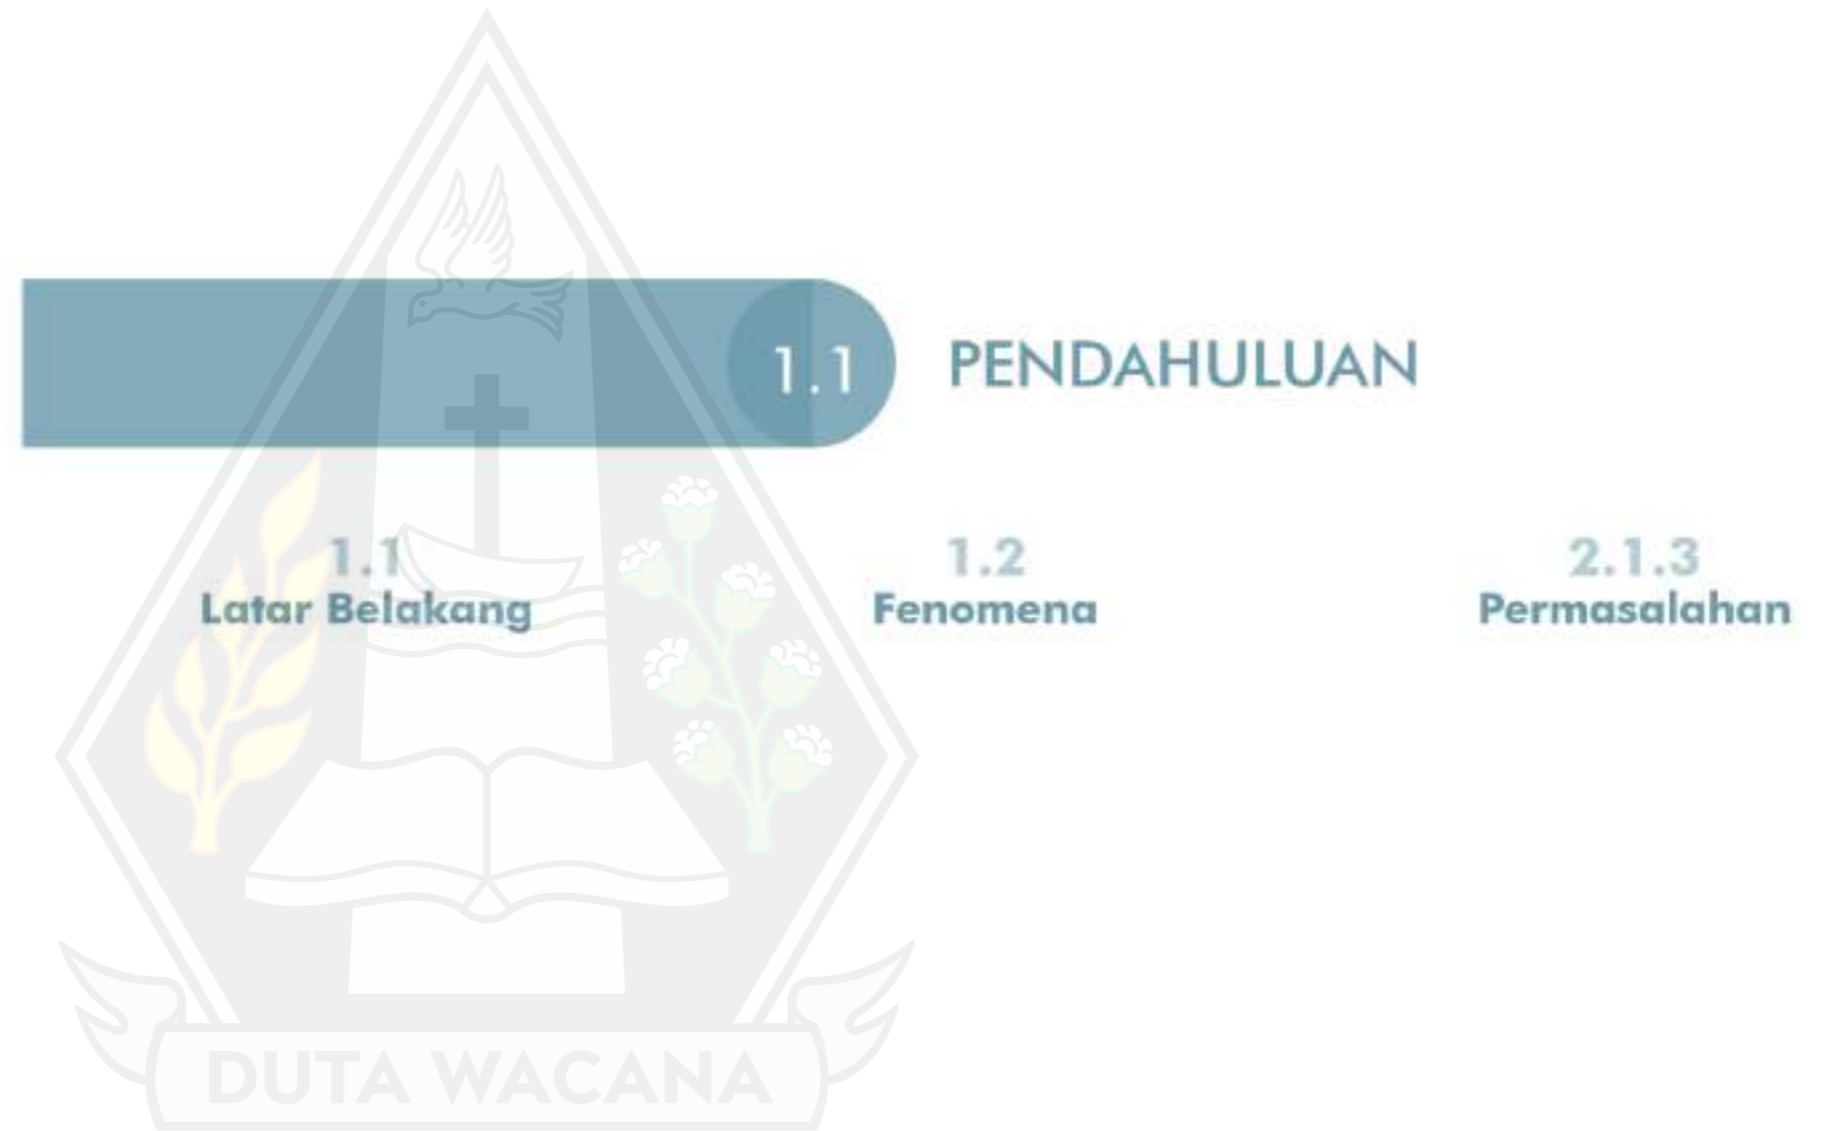 1.1 PENDAHULUAN
1.1 1.2 2.1.3
Latar Belakang Fenomena Permasalahan
DUTA WACANA